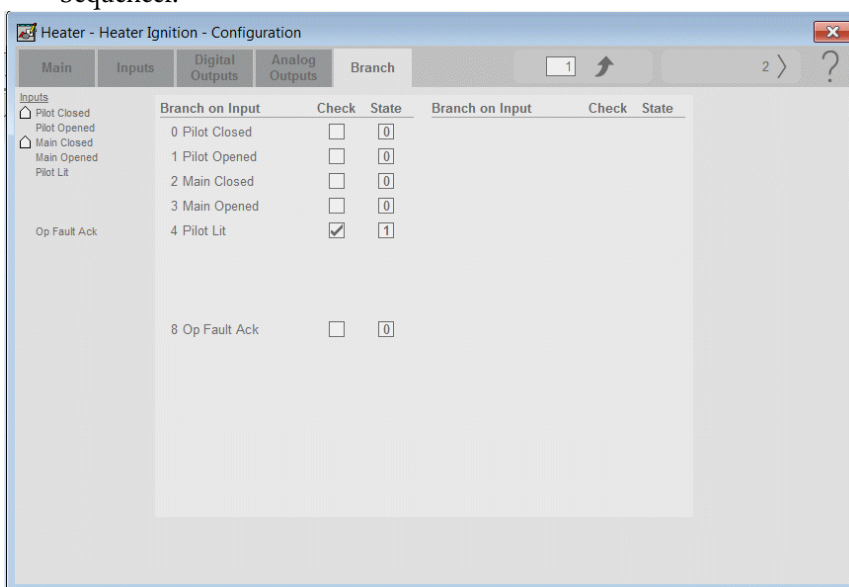 Sequencer.
Heater - Heater Ignition - Configuration
Main Inputs Digital Outputs Analog Outputs Branch 1 2 ?
Inputs
Pilot Closed
Pilot Opened
Main Closed
Main Opened
Pilot Lit
Op Fault Ack
Branch on Input Check State Branch on Input Check State
0 Pilot Closed 0
1 Pilot Opened 0
2 Main Closed 0
3 Main Opened 0
4 Pilot Lit 1
8 Op Fault Ack 0